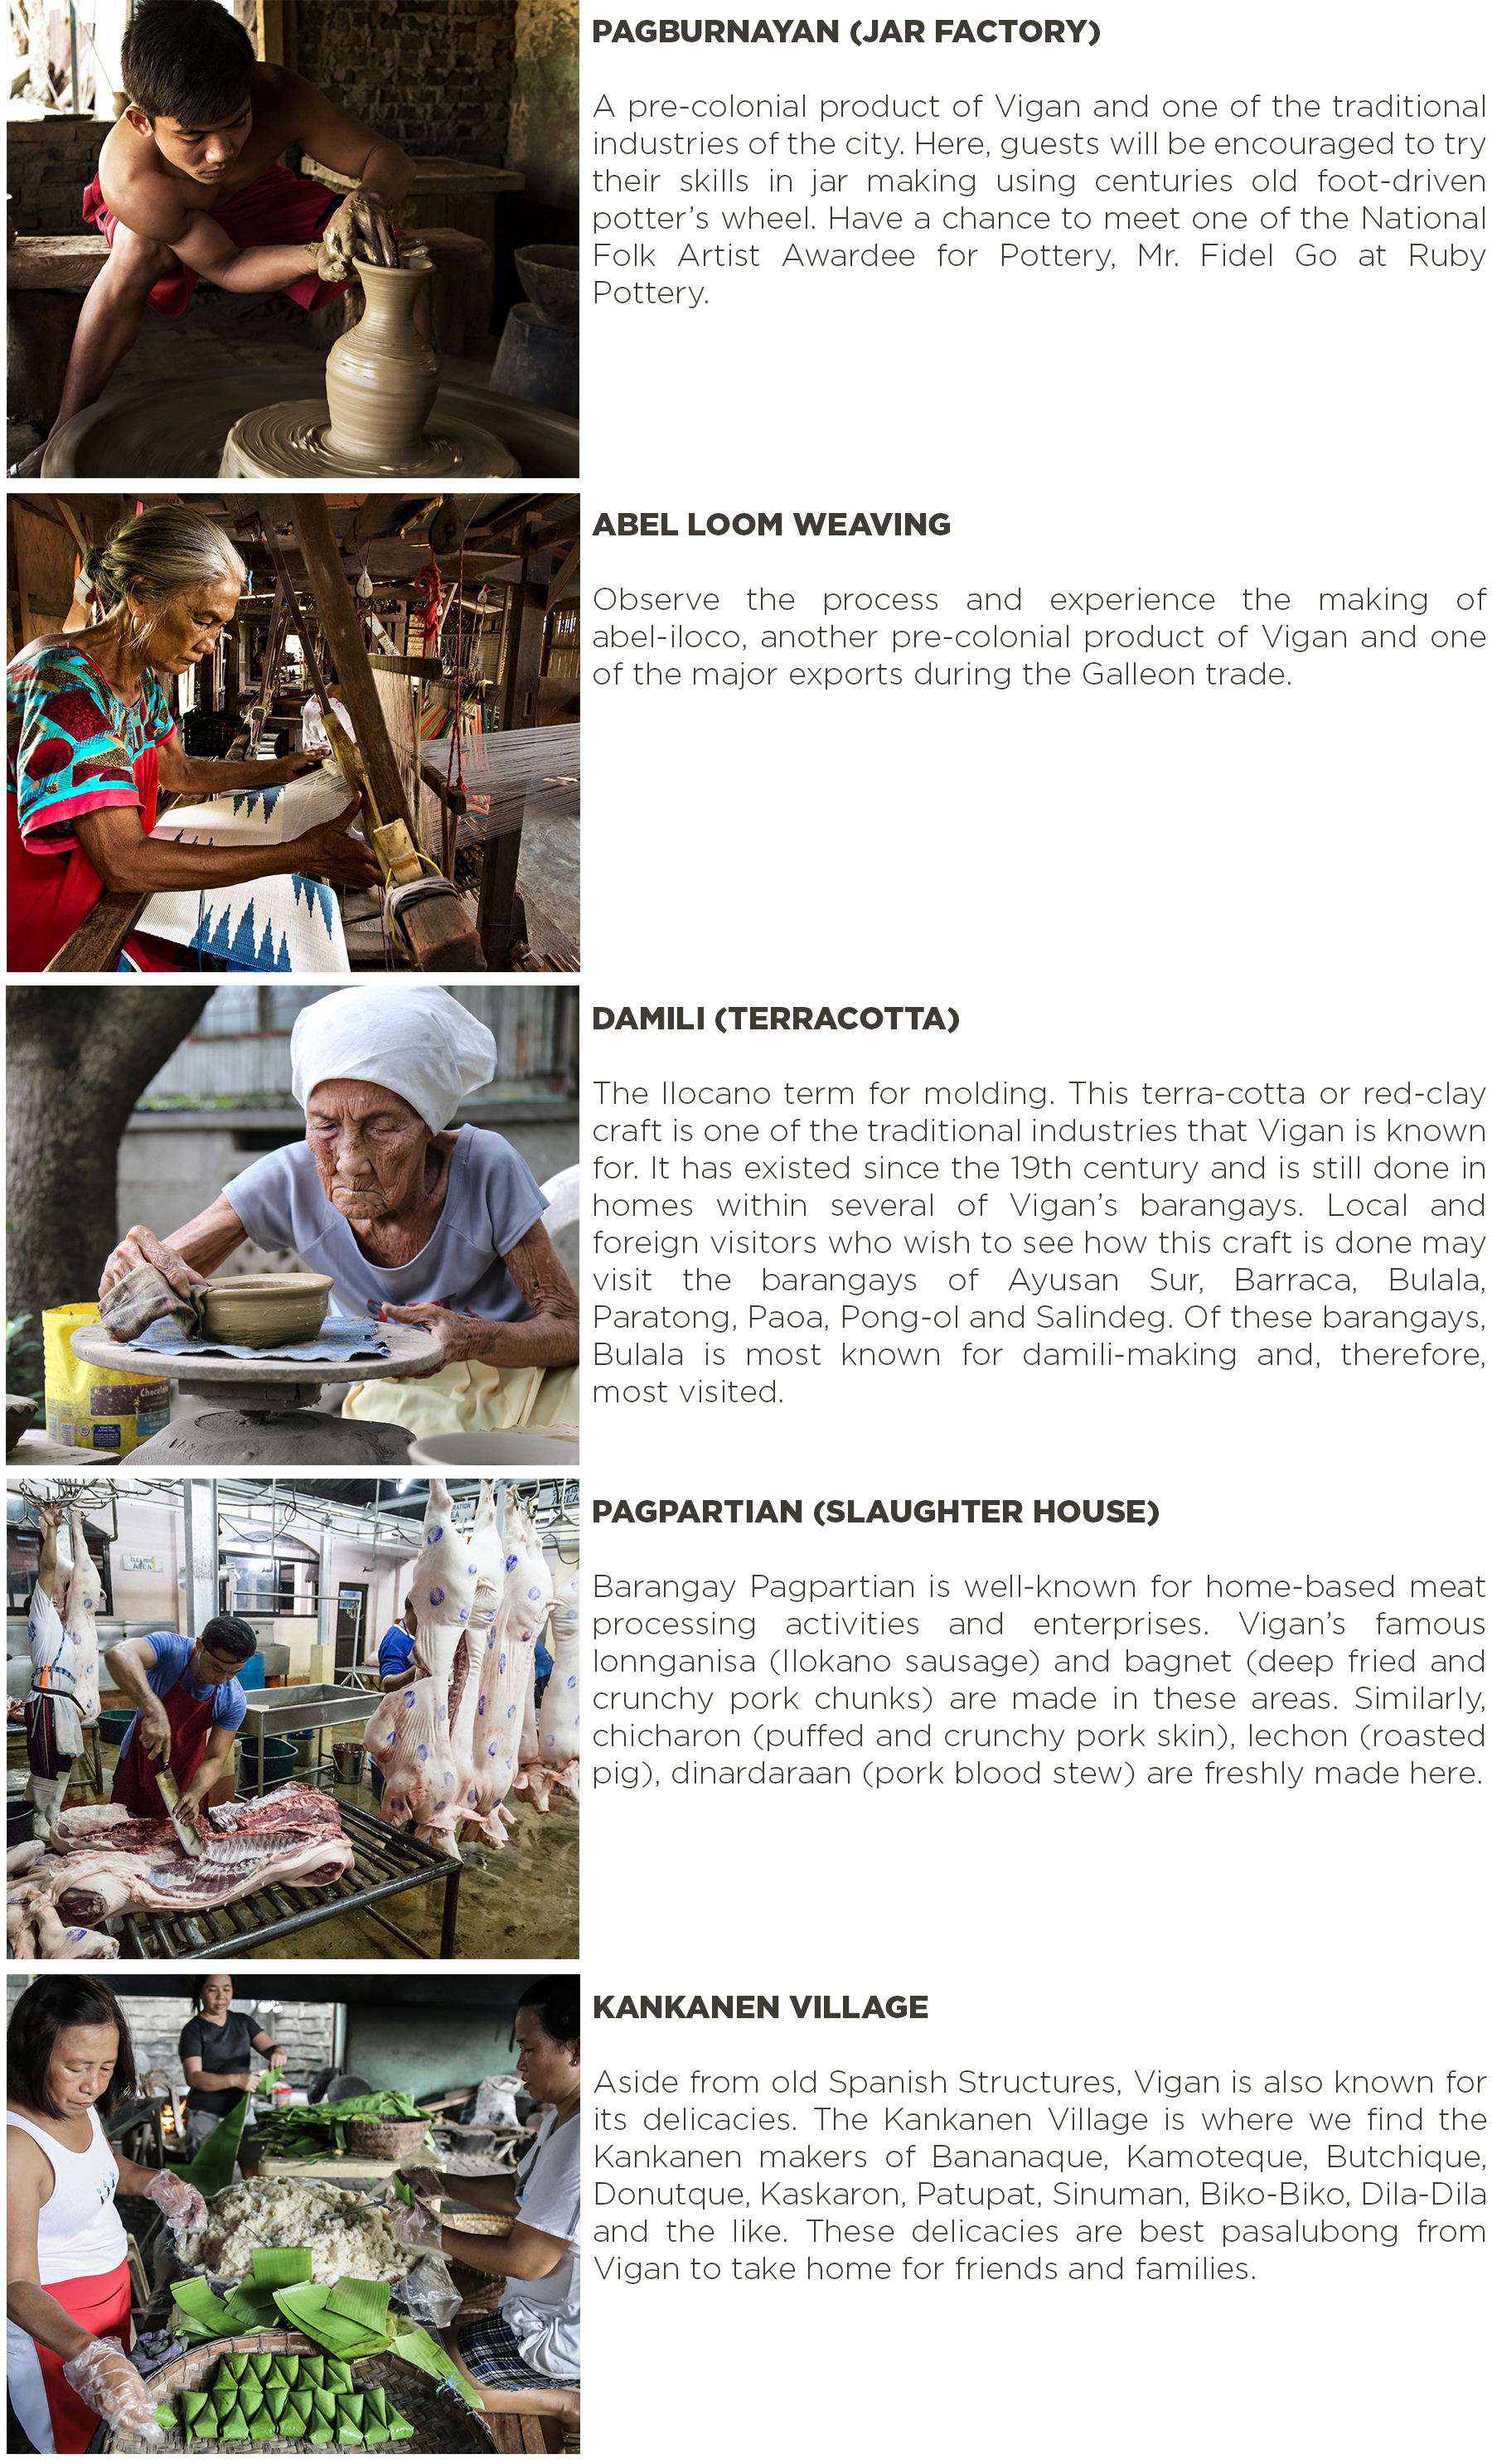 PAGBURNAYAN (JAR FACTORY)
A pre-colonial product of Vigan and one of the traditional
industries of the city. Here, guests will be encouraged to try
their skills in jar making using centuries old foot-driven
potter's wheel. Have a chance to meet one of the National
Folk Artist Awardee for Pottery, Mr. Fidel Go at Ruby
Pottery.
ABEL LOOM WEAVING
Observe the process and experience the making of
abel-iloco, another pre-colonial product of Vigan and one
of the major exports during the Galleon trade.
DAMILI (TERRACOTTA)
The Ilocano term for molding. This terra-cotta or red-clay
craft is one of the traditional industries that Vigan is known
for. It has existed since the 19th century and is still done in
homes within several of Vigan's barangays. Local and
foreign visitors who wish to see how this craft is done may
visit the barangays of Ayusan Sur, Barraca, Bulala,
Paratong, Paoa, Pong-ol and Salindeg. Of these barangays,
Bulala is most known for damili-making and, therefore,
most visited.
Chocola
PAGPARTIAN (SLAUGHTER HOUSE)
Barangay Pagpartian is well-known for home-based meat
processing activities and enterprises. Vigan's famous
lonnganisa (Ilokano sausage) and bagnet (deep fried and
crunchy pork chunks) are made in these areas. Similarly,
chicharon (puffed and crunchy pork skin), lechon (roasted
pig), dinardaraan (pork blood stew) are freshly made here.
AREA
KANKANEN VILLAGE
Aside from old Spanish Structures, Vigan is also known for
its delicacies. The Kankanen Village is where we find the
Kankanen makers of Bananaque, Kamoteque, Butchique,
Donutque, Kaskaron, Patupat, Sinuman, Biko-Biko, Dila-Dila
and the like. These delicacies are best pasalubong from
Vigan to take home for friends and families.